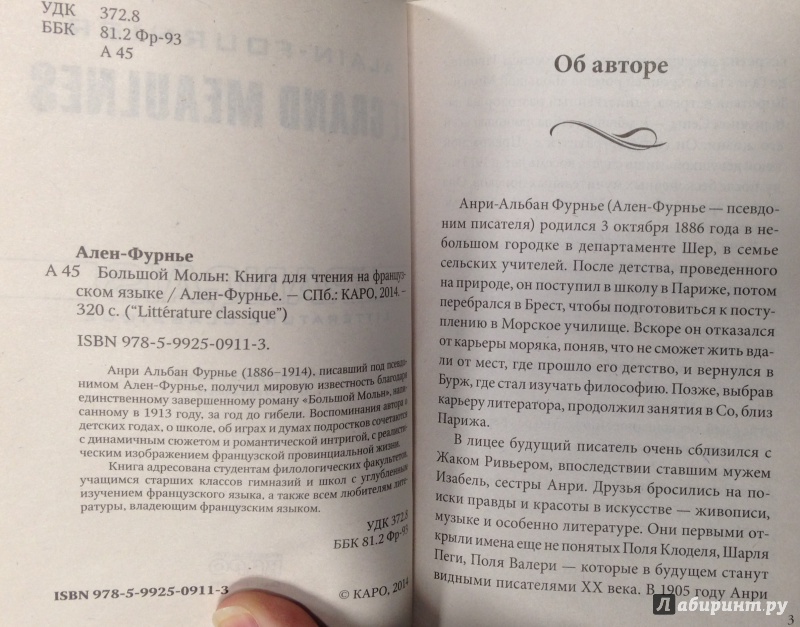 УДК 372.8
ББК 81.2 Фр-93
А 45
Ален-Фурнье
А 45 Большой Мольн: Книга для чтения на француз-
ском языке / Ален-Фурнье. — СПб.: КАРО, 2014. –
320 с. (“Littérature classique”)
ISBN 978-5-9925-0911-3.
Анри Альбан Фурнье (1886–1914), писавший под псевдо-
нимом Ален-Фурнье, получил мировую известность благодаря
единственному завершенному роману «Большой Мольн», напи-
санному в 1913 году, за год до гибели. Воспоминания автора о
детских годах, о школе, об играх и думах подростков сочетаются
с динамичным сюжетом и романтической интригой, с реалисти-
ческим изображением французской провинциальной жизни.
Книга адресована студентам филологических факультетов,
учащимся старших классов гимназий и школ с углубленным
изучением французского языка, а также всем любителям лите-
ратуры, владеющим французским языком.
УДК 372.8
ББК 81.2 Фр-93
ISBN 978-5-9925-0911-3
© КАРО, 2014
Об авторе
Анри-Альбан Фурнье (Ален-Фурнье — псевдо-
ним писателя) родился 3 октября 1886 года в не-
большом городке в департаменте Шер, в семье
сельских учителей. После детства, проведенного
на природе, он поступил в школу в Париже, потом
перебрался в Брест, чтобы подготовиться к посту-
плению в Морское училище. Вскоре он отказался
от карьеры моряка, поняв, что не сможет жить вда-
ли от мест, где прошло его детство, и вернулся в
Бурж, где стал изучать философию. Позже, выбрав
карьеру литератора, продолжил занятия в Со, близ
Парижа.
В лицее будущий писатель очень сблизился с
Жаком Ривьером, впоследствии ставшим мужем
Изабель, сестры Анри. Друзья бросились на по-
иски правды и красоты в искусстве — живописи,
музыке и особенно литературе. Они первыми от-
крыли имена еще не понятых Поля Клоделя, Шарля
Пеги, Поля Валери — которые в будущем станут
видными писателями XX века. В 1905 году Анри
3
Лабиринт.ру